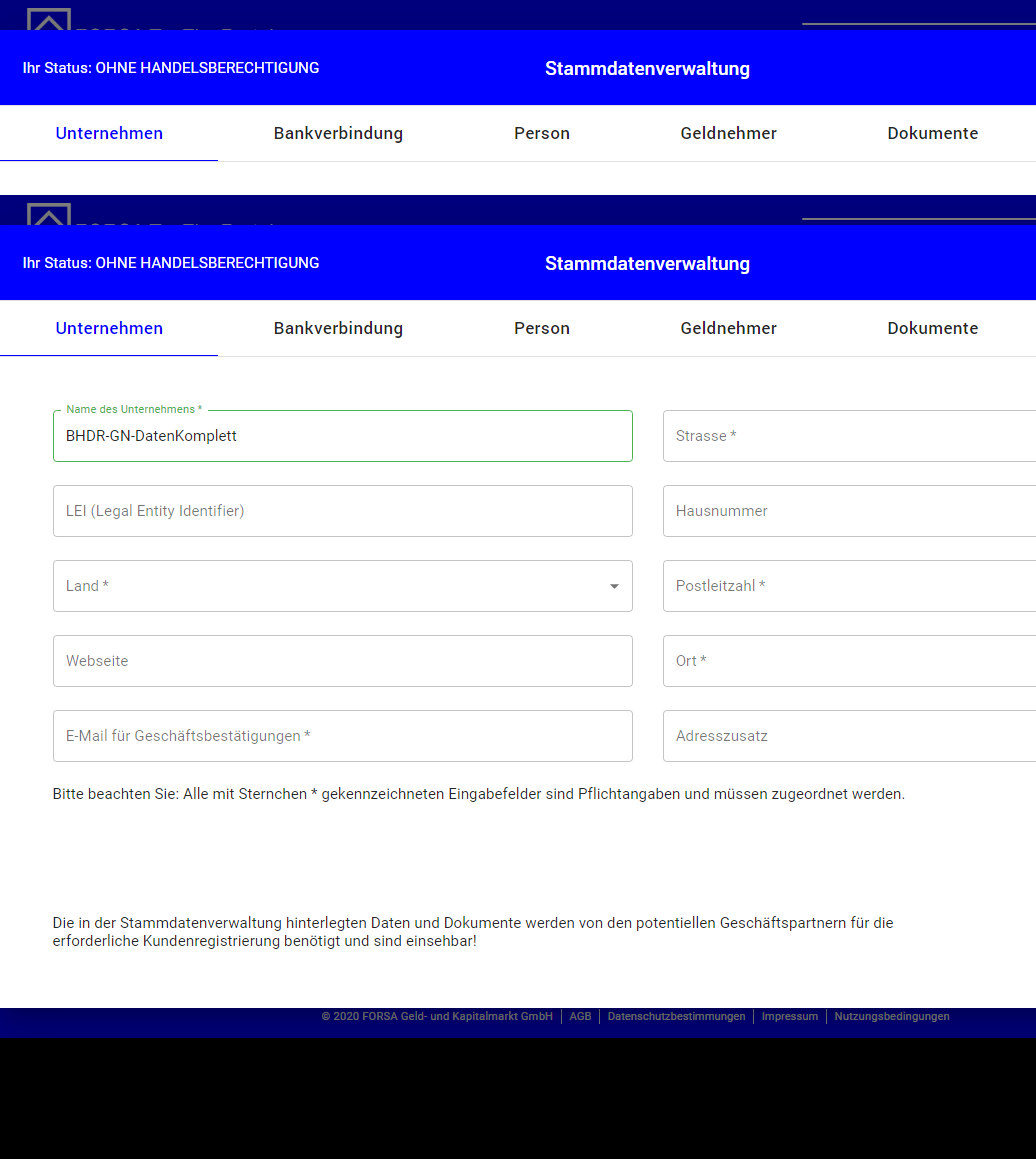 Ihr Status: OHNE HANDELSBERECHTIGUNG
Stammdatenverwaltung
Unternehmen Bankverbindung Person Geldnehmer Dokumente
Ihr Status: OHNE HANDELSBERECHTIGUNG
Stammdatenverwaltung
Unternehmen Bankverbindung Person Geldnehmer Dokumente
Name des Unternehmens *
BHDR-GN-DatenKomplett
Strasse *
LEI (Legal Entity Identifier)
Hausnummer
Land *
Postleitzahl *
Webseite
Ort *
E-Mail für Geschäftsbestätigungen *
Adresszusatz
Bitte beachten Sie: Alle mit Sternchen * gekennzeichneten Eingabefelder sind Pflichtangaben und müssen zugeordnet werden.
Die in der Stammdatenverwaltung hinterlegten Daten und Dokumente werden von den potentiellen Geschäftspartnern für die
erforderliche Kundenregistrierung benötigt und sind einsehbar!
© 2020 FORSA Geld- und Kapitalmarkt GmbH | AGB | Datenschutzbestimmungen | Impressum | Nutzungsbedingungen